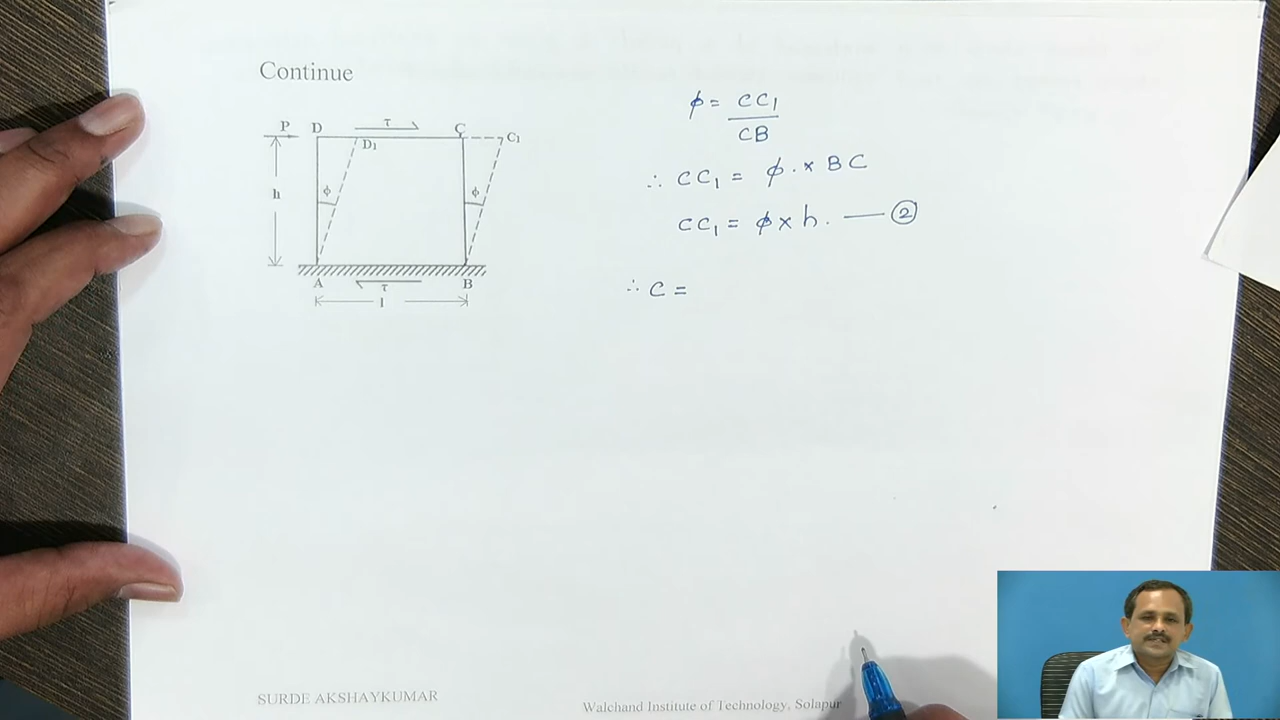 Continue
P D τ C C₁
D₁
h φ φ
A τ B
l
φ = CC₁ / CB
∴ CC₁ = φ · × BC
CC₁ = φ × h. — ②
∴ C =
SURDE AKSHAYKUMAR
Walchand Institute of Technology, Solapur